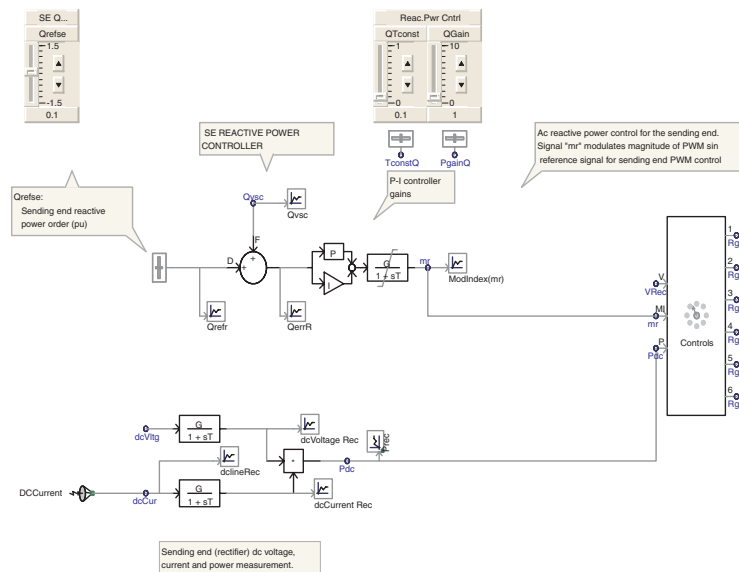 SE Q...
Qrefse
1.5
-1.5
0.1
Reac.Pwr Cntrl
QTconst
QGain
1
0
0.1
10
0
1
TconstQ
PgainQ
SE REACTIVE POWER
CONTROLLER
Ac reactive power control for the sending end.
Signal "mr" modulates magnitude of PWM sin
reference signal for sending end PWM control
P-I controller
gains
Qrefse:
Sending end reactive
power order (pu)
Qvsc
Qvsc
F
D
+
+
P
I
G
1 + sT
mr
ModIndex(mr)
Qrefr
QerrR
V
VRec
MI
mr
P
Pdc
Controls
1
Rg
2
Rg
3
Rg
4
Rg
5
Rg
6
Rg
dcVltg
G
1 + sT
dcVoltage Rec
Prec
dclineRec
Pdc
DCCurrent
dcCur
G
1 + sT
dcCurrent Rec
Sending end (rectifier) dc voltage,
current and power measurement.